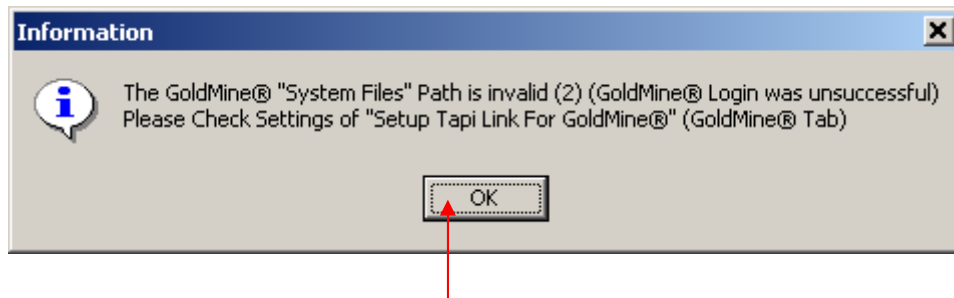 Information
The GoldMine® "System Files" Path is invalid (2) (GoldMine® Login was unsuccessful)
Please Check Settings of "Setup Tapi Link For GoldMine®" (GoldMine® Tab)
OK